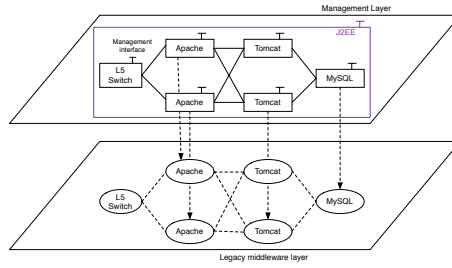 Management Layer
J2EE
Management
interface
Apache
Tomcat
L5
Switch
MySQL
Apache
Tomcat
Apache
Tomcat
L5
Switch
MySQL
Apache
Tomcat
Legacy middleware layer